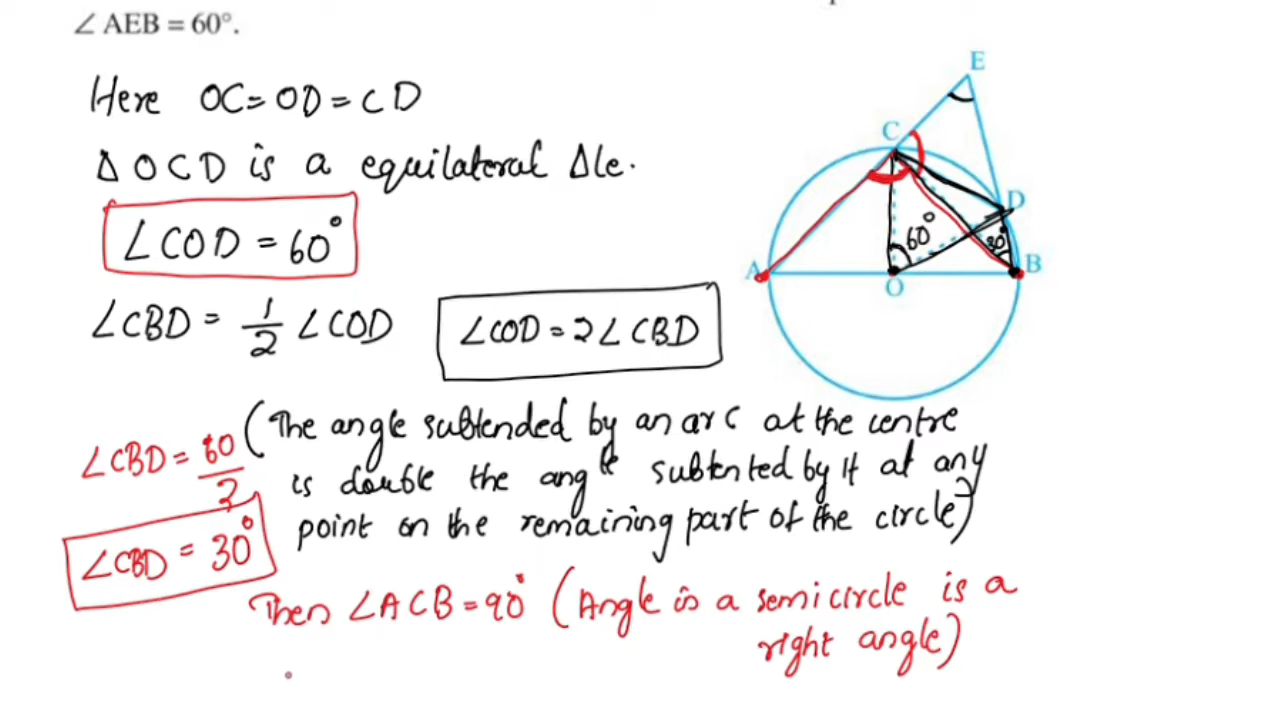 ∠ AEB = 60°.
Here OC = OD = CD
Δ OCD is a equilateral Δle.
∠COD = 60°
∠CBD = 1/2 ∠COD
∠COD = 2∠CBD
(The angle subtended by an arc at the centre
is double the angle subtented by it at any
point on the remaining part of the circle)
∠CBD = 60/2
∠CBD = 30°
Then ∠ACB = 90° (Angle in a semicircle is a
right angle)
E
C
D
60°
30°
A
O
B